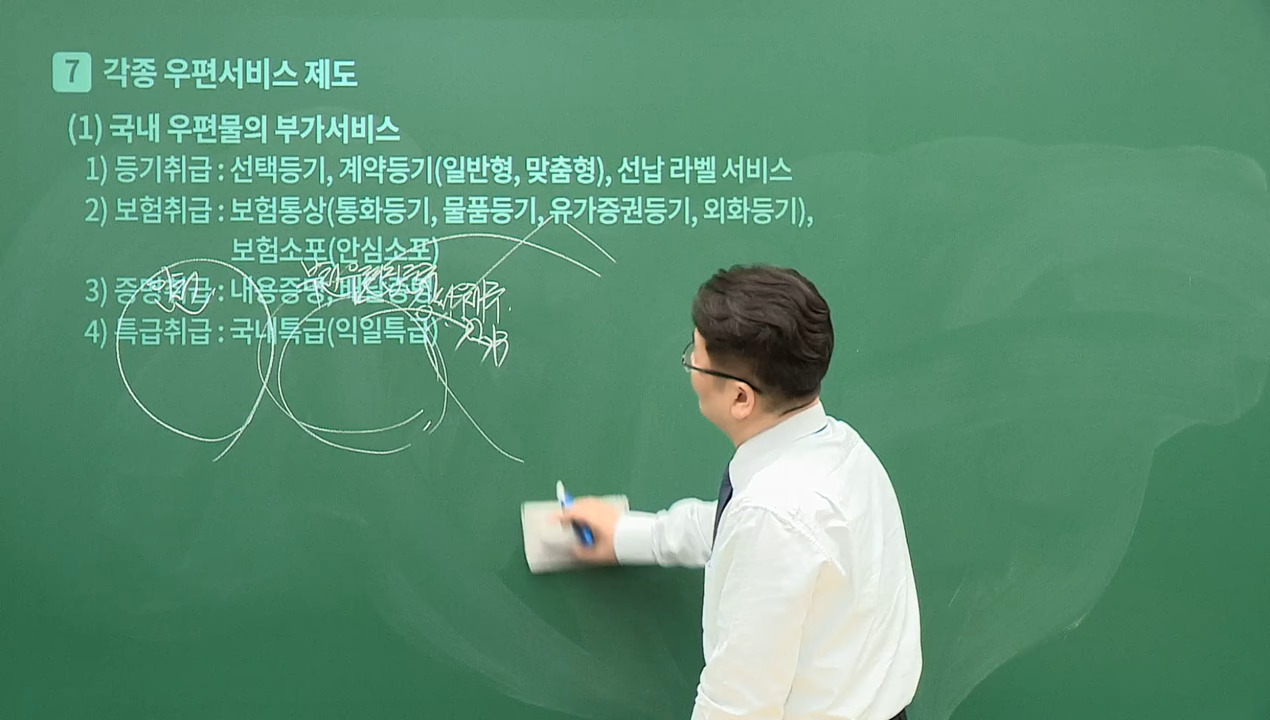 7 각종 우편서비스 제도
(1) 국내 우편물의 부가서비스
1) 등기취급 : 선택등기, 계약등기(일반형, 맞춤형), 선납 라벨 서비스
2) 보험취급 : 보험통상(통화등기, 물품등기, 유가증권등기, 외화등기),
보험소포(안심소포)
3) 증명취급 : 내용증명, 배달증명
4) 특급취급 : 국내특급(익일특급)